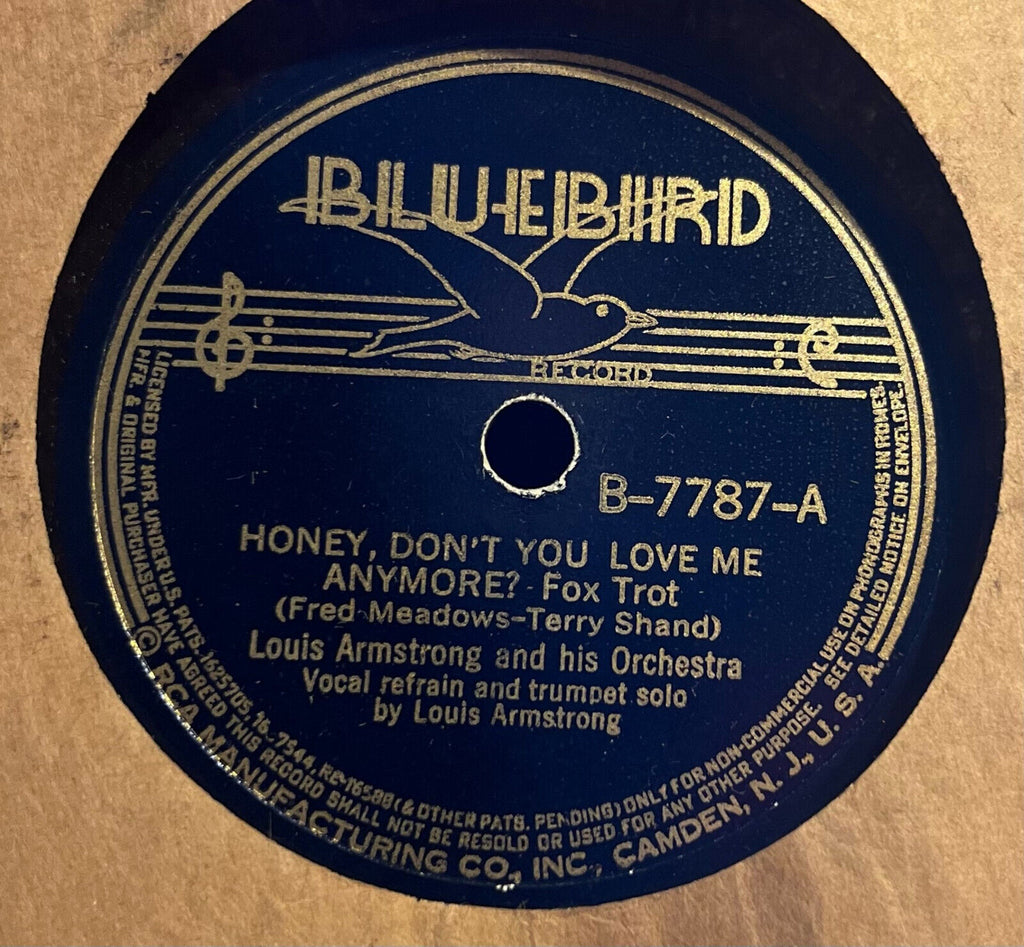 BLUEBIRD
RECORD
B-7787-A
HONEY, DON'T YOU LOVE ME
ANYMORE? - Fox Trot
(Fred Meadows-Terry Shand)
Louis Armstrong and his Orchestra
Vocal refrain and trumpet solo
by Louis Armstrong
LICENSED BY MFR. UNDER U.S. PATS. 1625705, Re-16588 (& OTHER PATS. PENDING) ONLY FOR NON-COMMERCIAL USE ON PHONOGRAPHS IN HOMES.
MFR. & ORIGINAL PURCHASER HAVE AGREED THIS RECORD SHALL NOT BE RESOLD OR USED FOR ANY OTHER PURPOSE. SEE DETAILED NOTICE ON ENVELOPE.
© RCA MANUFACTURING CO., INC., CAMDEN, N. J., U. S. A.